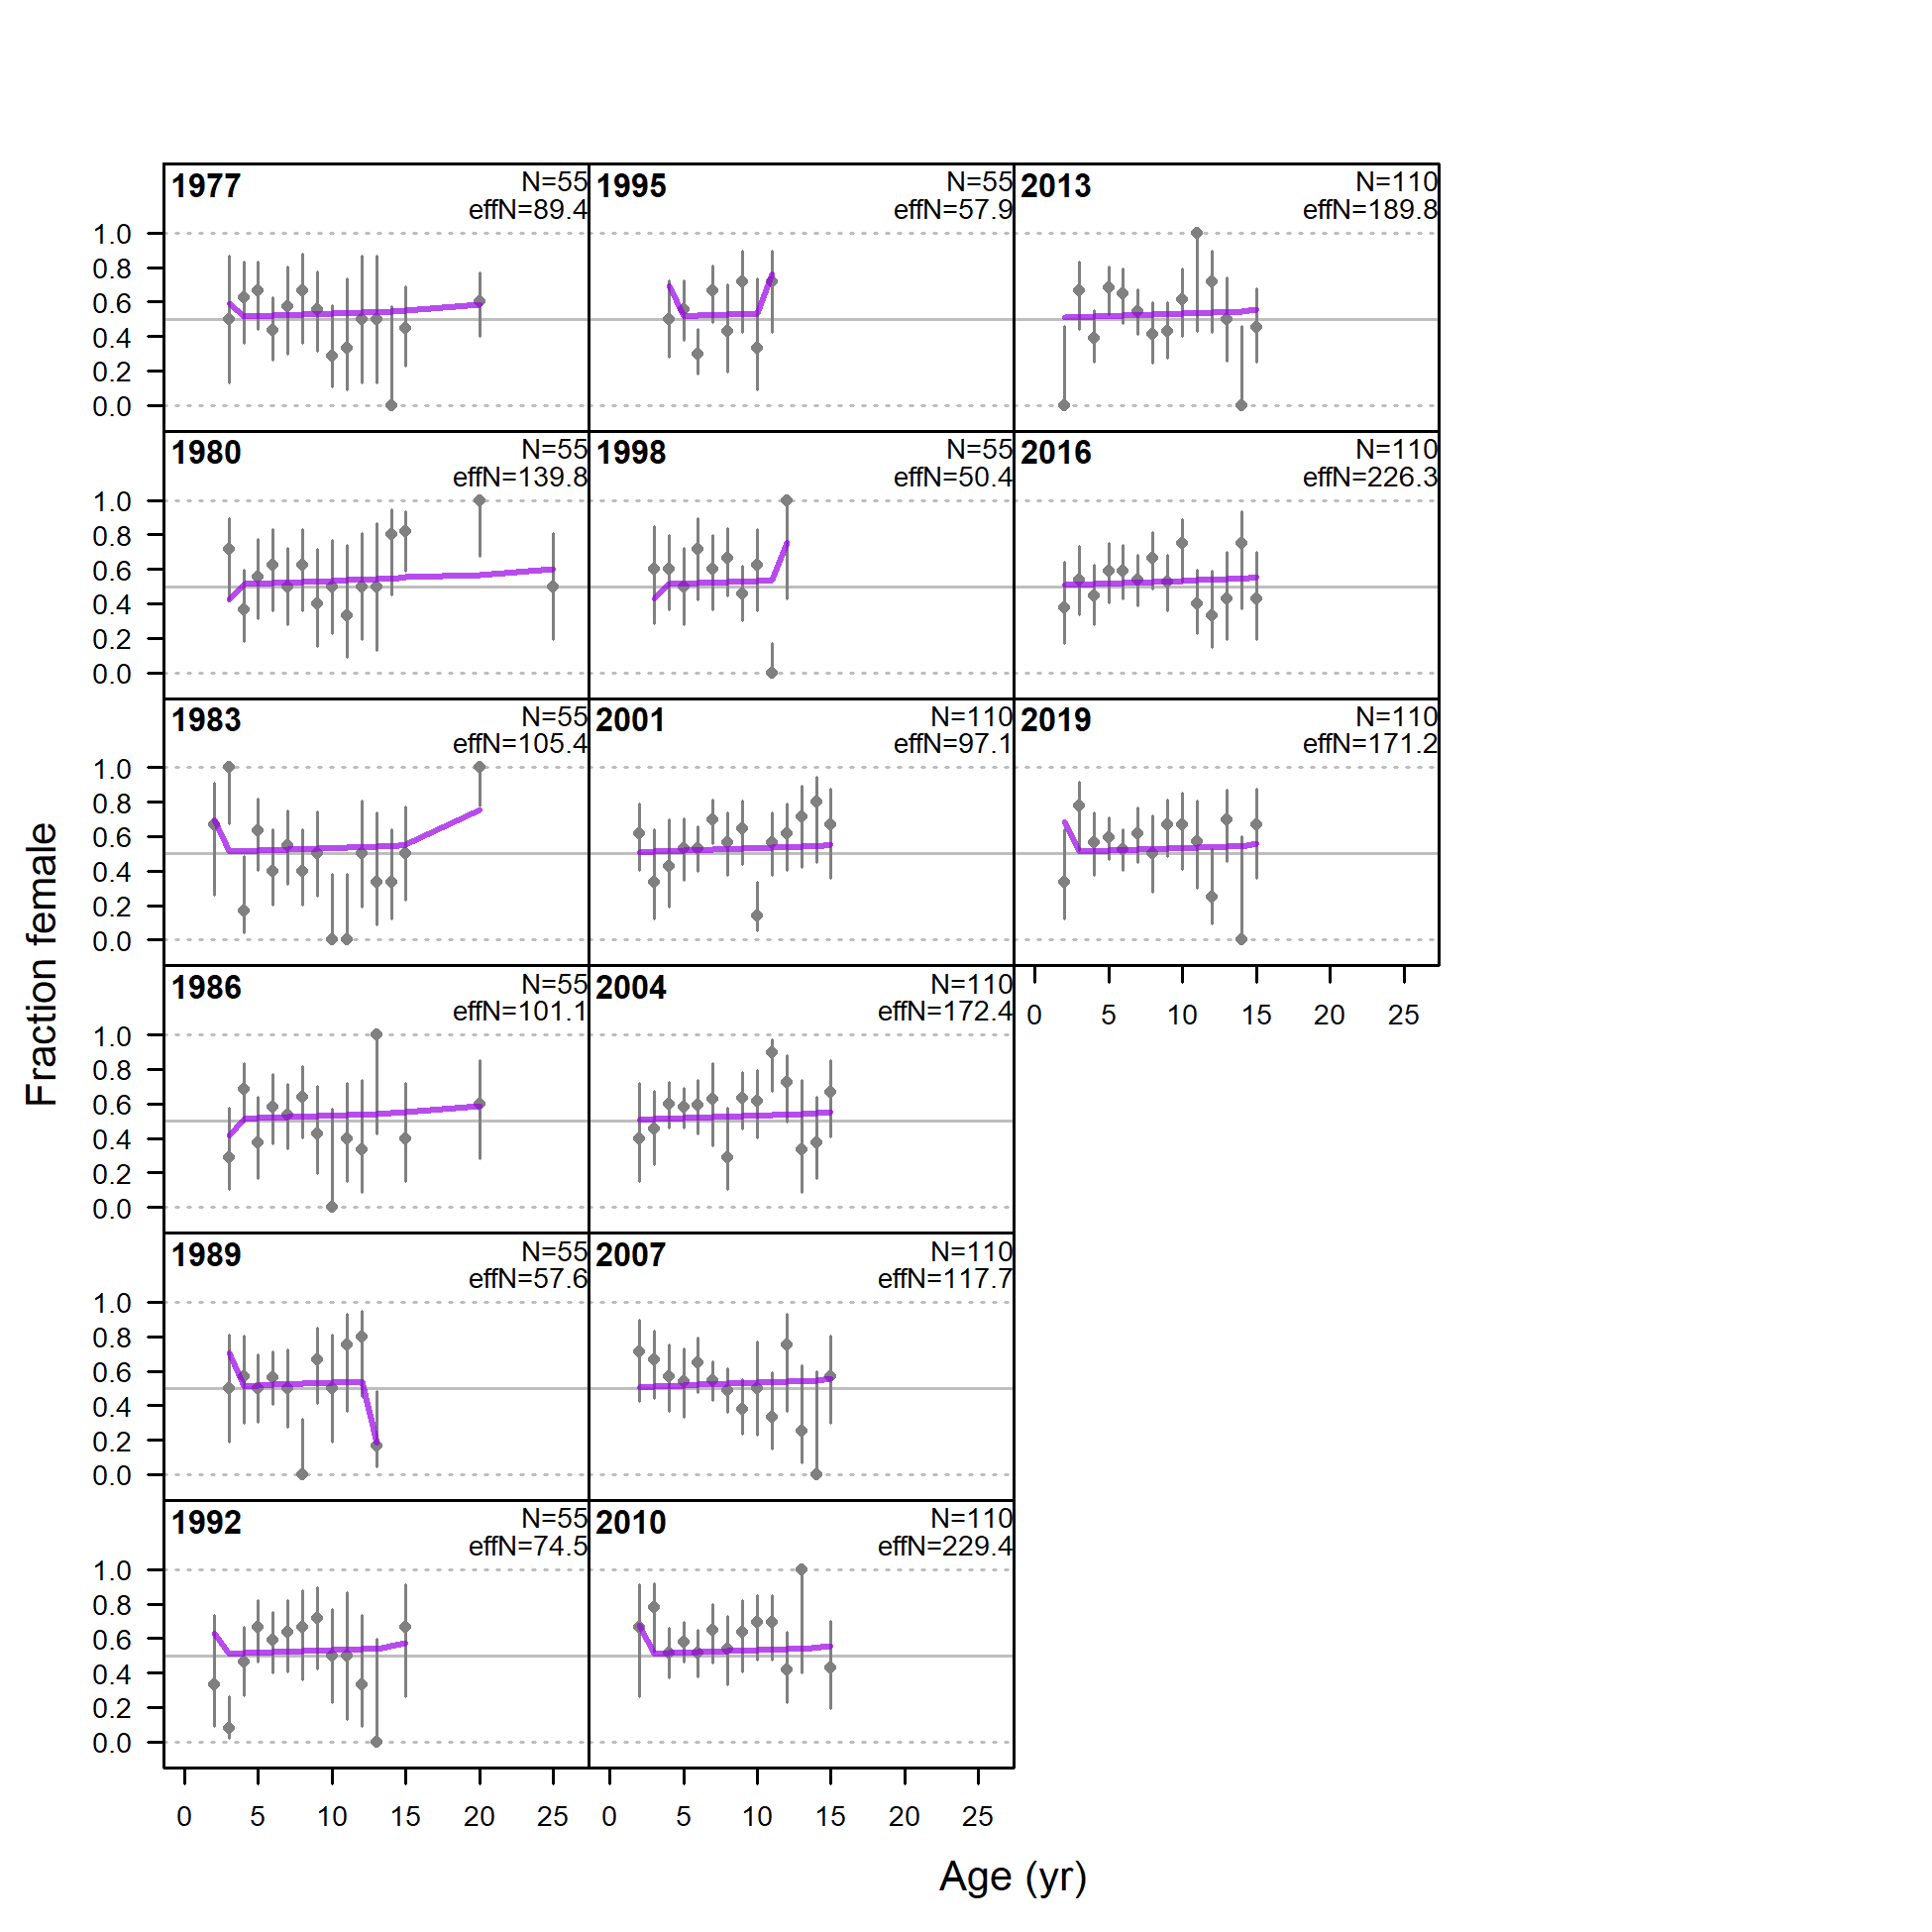 1977
N=55
effN=89.4
1995
N=55
effN=57.9
2013
N=110
effN=189.8
1.0
0.8
0.6
0.4
0.2
0.0
1980
N=55
effN=139.8
1998
N=55
effN=50.4
2016
N=110
effN=226.3
1.0
0.8
0.6
0.4
0.2
0.0
1983
N=55
effN=105.4
2001
N=110
effN=97.1
2019
N=110
effN=171.2
1.0
0.8
0.6
0.4
0.2
0.0
0 5 10 15 20 25
1986
N=55
effN=101.1
2004
N=110
effN=172.4
1.0
0.8
0.6
0.4
0.2
0.0
1989
N=55
effN=57.6
2007
N=110
effN=117.7
1.0
0.8
0.6
0.4
0.2
0.0
1992
N=55
effN=74.5
2010
N=110
effN=229.4
1.0
0.8
0.6
0.4
0.2
0.0
0 5 10 15 20 25
0 5 10 15 20 25
Age (yr)
Fraction female